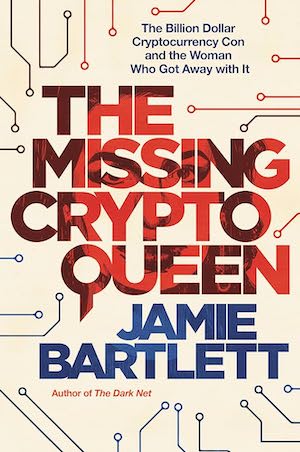 The Billion Dollar
Cryptocurrency Con
and the Woman
Who Got Away with It
THE
MISSING
CRYPTO
QUEEN
JAMIE
BARTLETT
Author of The Dark Net